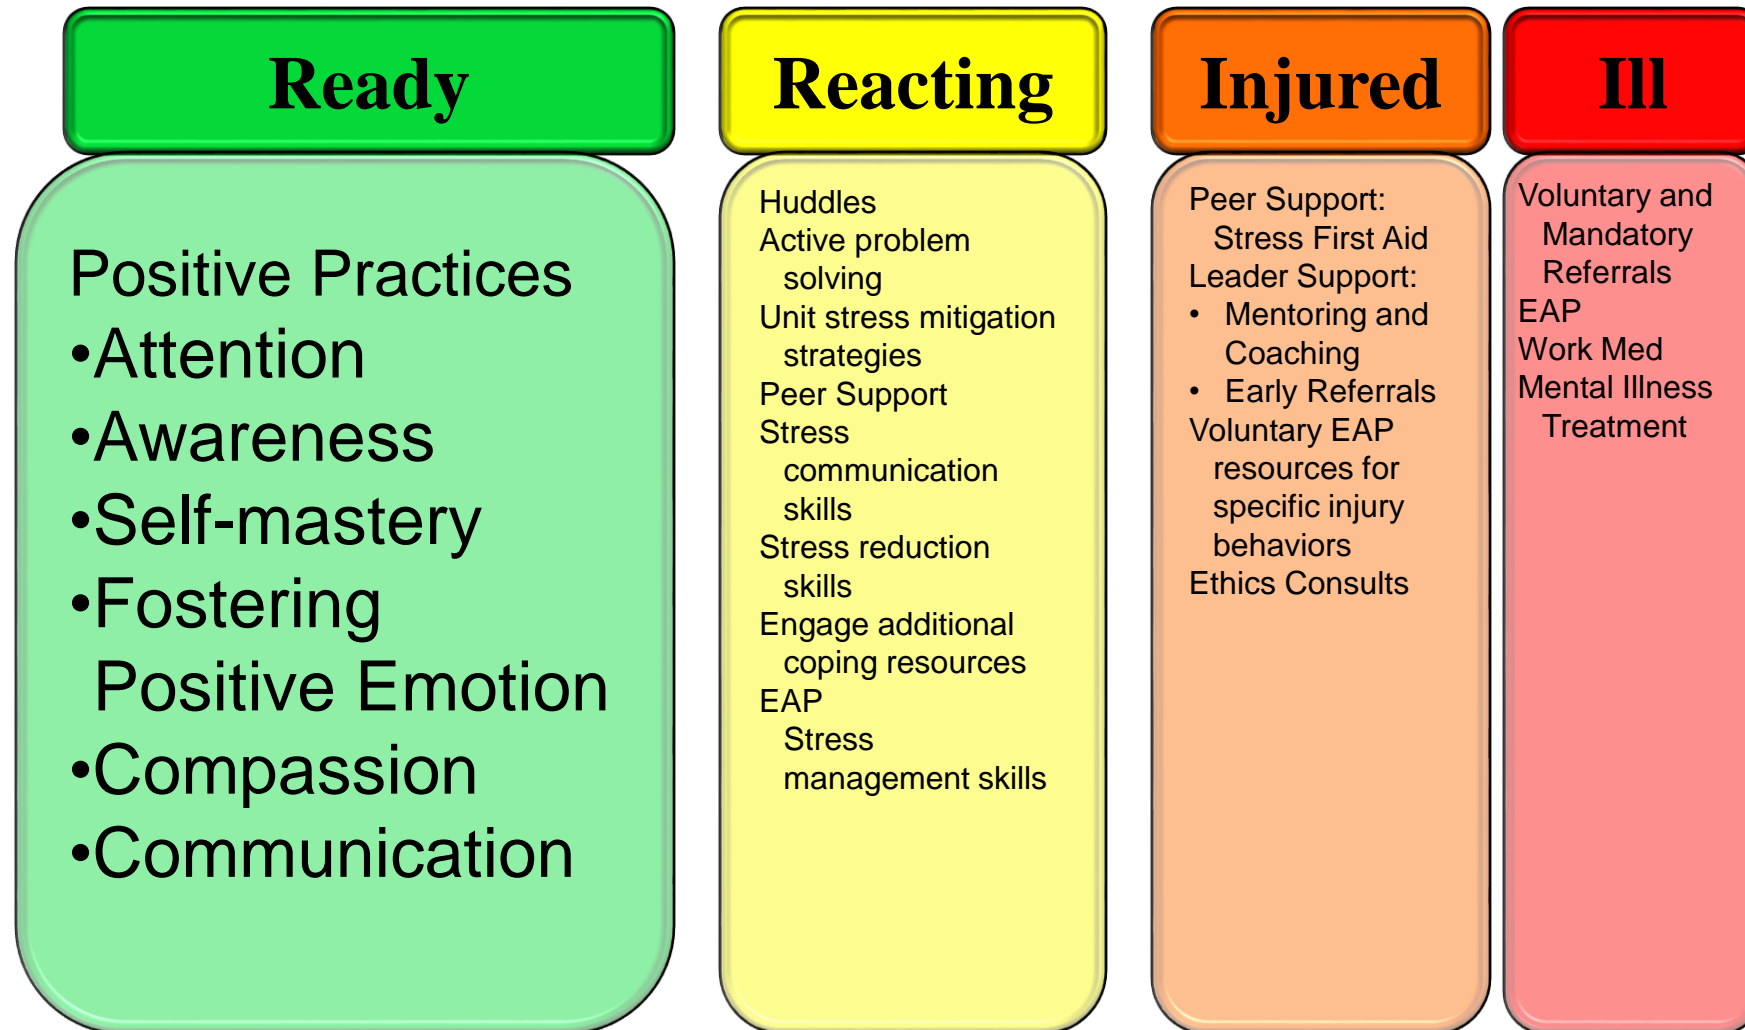 Ready
Positive Practices
•Attention
•Awareness
•Self-mastery
•Fostering
Positive Emotion
•Compassion
•Communication
Reacting
Huddles
Active problem
solving
Unit stress mitigation
strategies
Peer Support
Stress
communication
skills
Stress reduction
skills
Engage additional
coping resources
EAP
Stress
management skills
Injured
Peer Support:
Stress First Aid
Leader Support:
• Mentoring and
Coaching
• Early Referrals
Voluntary EAP
resources for
specific injury
behaviors
Ethics Consults
Ill
Voluntary and
Mandatory
Referrals
EAP
Work Med
Mental Illness
Treatment